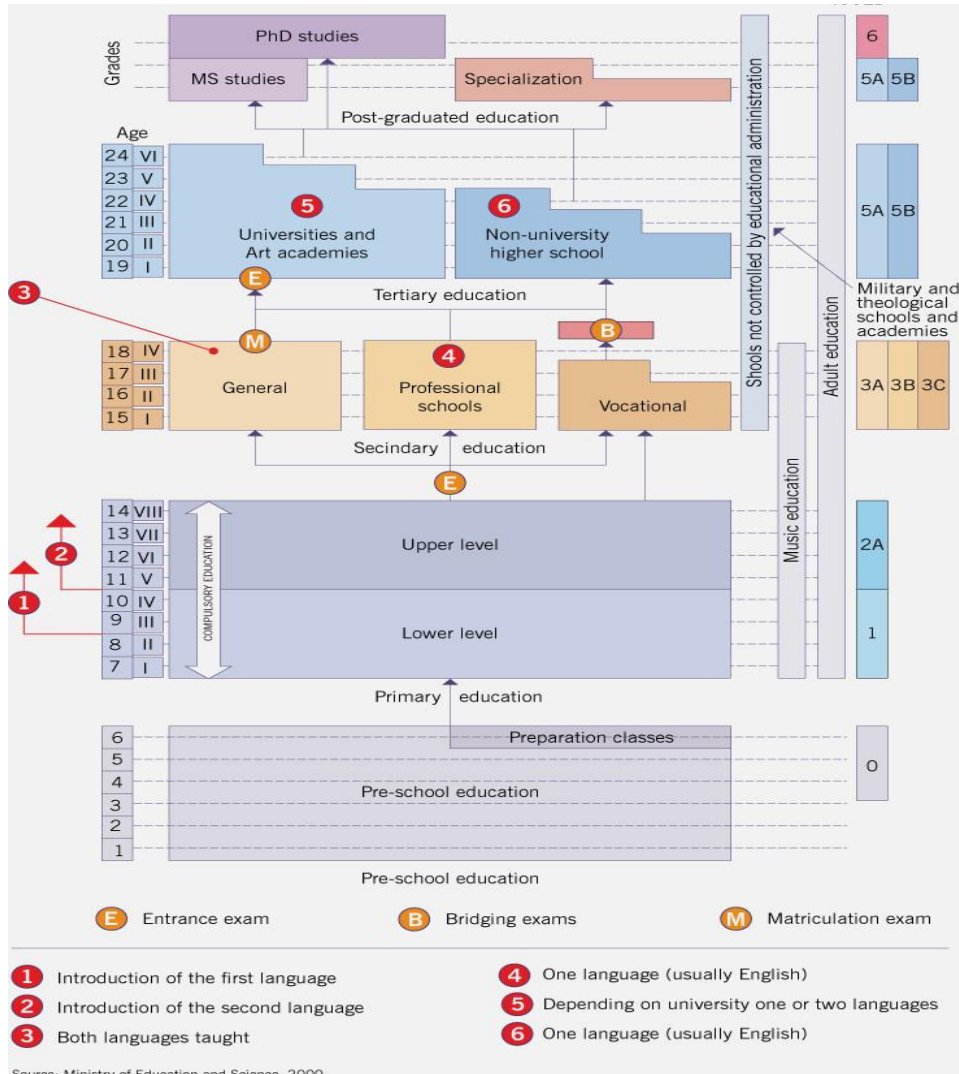 PhD studies
6
Grades
MS studies
Specialization
5A 5B
Post-graduated education
Age
24 VI
23 V
22 IV
21 III
20 II
19 I
5
Universities and
Art academies
6
Non-university
higher school
5A 5B
E
Tertiary education
3
M
B
Shools not controlled by educational administration
Military and
theological
schools and
academies
Adult education
18 IV
17 III
16 II
15 I
General
4
Professional
schools
Vocational
3A 3B 3C
Secindary education
E
Music education
14 VIII
13 VII
12 VI
11 V
10 IV
9 III
8 II
7 I
2
1
COMPULSORY EDUCATION
Upper level
Lower level
2A
1
Primary education
6
5
4
3
2
1
Preparation classes
Pre-school education
0
Pre-school education
E Entrance exam
B Bridging exams
M Matriculation exam
1 Introduction of the first language
2 Introduction of the second language
3 Both languages taught
4 One language (usually English)
5 Depending on university one or two languages
6 One language (usually English)
Source: Ministry of Education and Science, 2000